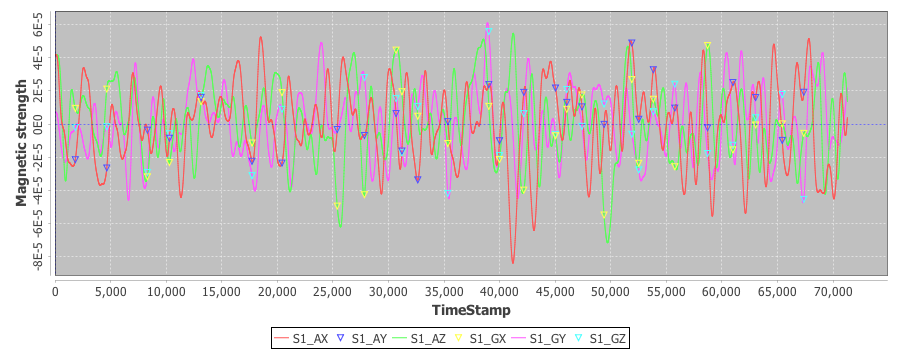 Magnetic strength
6E-5
4E-5
2E-5
0E0
-2E-5
-4E-5
-6E-5
-8E-5
0 5,000 10,000 15,000 20,000 25,000 30,000 35,000 40,000 45,000 50,000 55,000 60,000 65,000 70,000
TimeStamp
S1_AX S1_AY S1_AZ S1_GX S1_GY S1_GZ